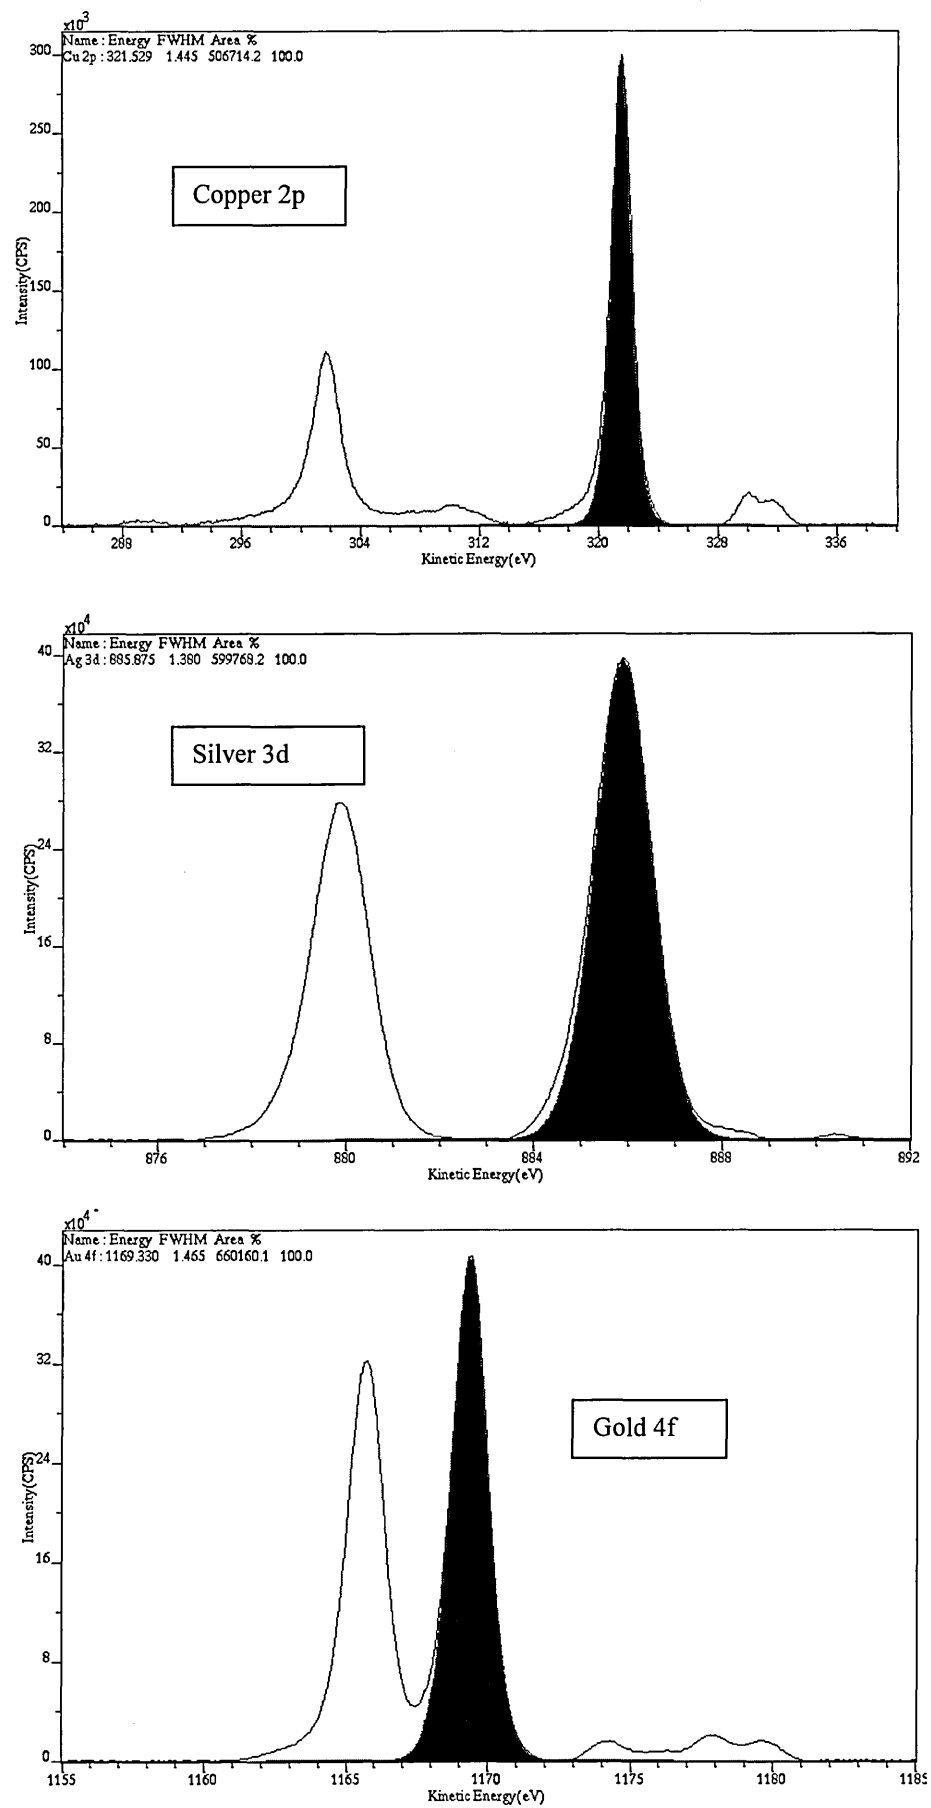 x10³
Name : Energy FWHM Area %
Cu 2p : 321.529 1.445 506714.2 100.0
300
250
200
150
100
50
0
Intensity(CPS)
Copper 2p
288 296 304 312 320 328 336
Kinetic Energy(eV)
x10⁴
Name : Energy FWHM Area %
Ag 3d : 885.875 1.380 599768.2 100.0
40
32
24
16
8
0
Intensity(CPS)
Silver 3d
876 880 884 888 892
Kinetic Energy(eV)
x10⁴
Name : Energy FWHM Area %
Au 4f : 1169.330 1.465 660160.1 100.0
40
32
24
16
8
0
Intensity(CPS)
Gold 4f
1155 1160 1165 1170 1175 1180 1185
Kinetic Energy(eV)